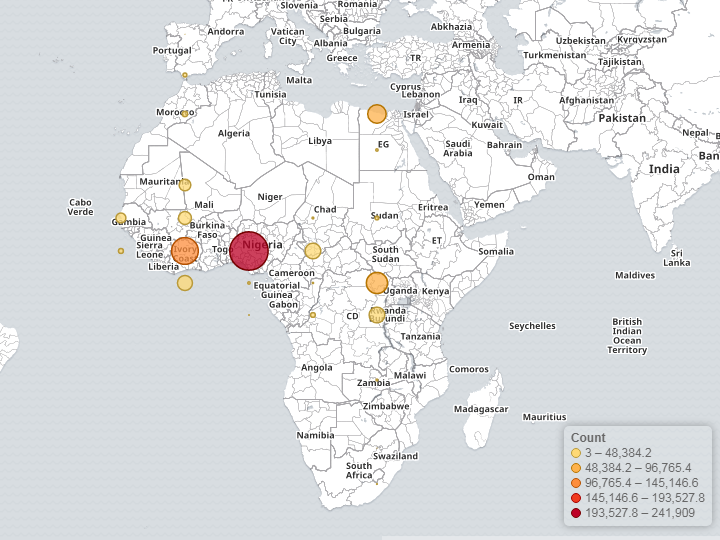 Slovenia
Romania
Serbia
Andorra
Vatican
City
Bulgaria
Abkhazia
Portugal
Albania
Armenia
Uzbekistan
Kyrgyzstan
Greece
TR
Turkmenistan
Tajikistan
Malta
Cyprus
Lebanon
Tunisia
Iraq
IR
Afghanistan
Morocco
Israel
Pakistan
Kuwait
Algeria
Libya
EG
Saudi
Arabia
Bahrain
Nepal
B
Ban
India
Oman
Mauritania
Cabo
Verde
Mali
Niger
Chad
Sudan
Eritrea
Yemen
Gambia
Burkina
Faso
Guinea
Sierra
Leone
Ivory
Coast
Togo
Nigeria
ET
South
Sudan
Somalia
Sri
Lanka
Liberia
Cameroon
Maldives
Equatorial
Guinea
Gabon
Uganda
Kenya
CD
Rwanda
Burundi
Seychelles
British
Indian
Ocean
Territory
Tanzania
Angola
Malawi
Comoros
Zambia
Zimbabwe
Madagascar
Mauritius
Namibia
Swaziland
South
Africa
Count
3 – 48,384.2
48,384.2 – 96,765.4
96,765.4 – 145,146.6
145,146.6 – 193,527.8
193,527.8 – 241,909